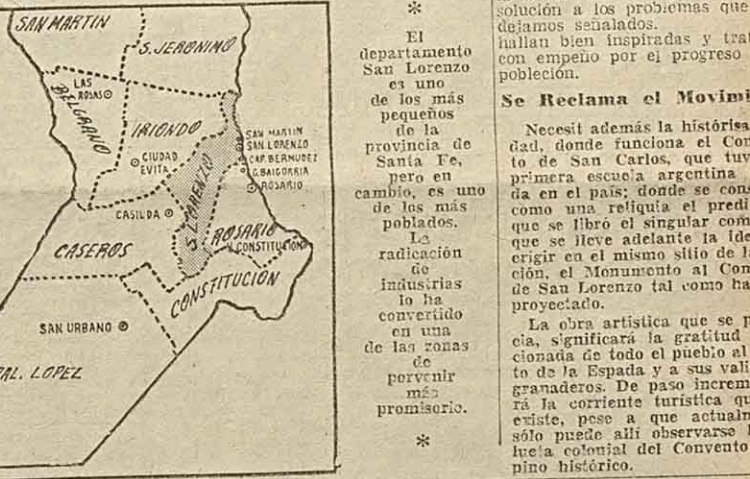 SAN MARTIN
S. JERONIMO
LAS
ROSAS
BELGRANO
IRIONDO
CIUDAD
EVITA
SAN MARTIN
SAN LORENZO
CAP. BERMUDEZ
G. BAIGORRIA
ROSARIO
S. LORENZO
CASILDA
ROSARIO
V. CONSTITUCION
CASEROS
CONSTITUCION
SAN URBANO
RAL. LOPEZ
*
El
departamento
San Lorenzo
es uno
de los más
pequeños
de la
provincia de
Santa Fe,
pero en
cambio, es uno
de los más
poblados.
La
radicación
de
industrias
lo ha
convertido
en una
de las zonas
de
porvenir
más
promisorio.
*
solución a los problemas que
dejamos señalados.
hallan bien inspiradas y trat
con empeño por el progreso
pobleción.
Se Reclama el Movimi
Necesit además la histórisa
dad, donde funciona el Con
to de San Carlos, que tuv
primera escuela argentina
da en el país; donde se cons
como una reliquia el predi
que se libró el singular com
que se lleve adelante la ide
erigir en el mismo sitio de la
ción, el Monumento al Com
de San Lorenzo tal como ha
proyectado.
La obra artística que se p
cia, significará la gratitud
cionada de todo el pueblo al
to de la Espada y a sus vali
granaderos. De paso increm
rá la corriente turística qu
existe, pese a que actualm
sólo puede allí observarse l
lueta colonial del Convento
pino histórico.